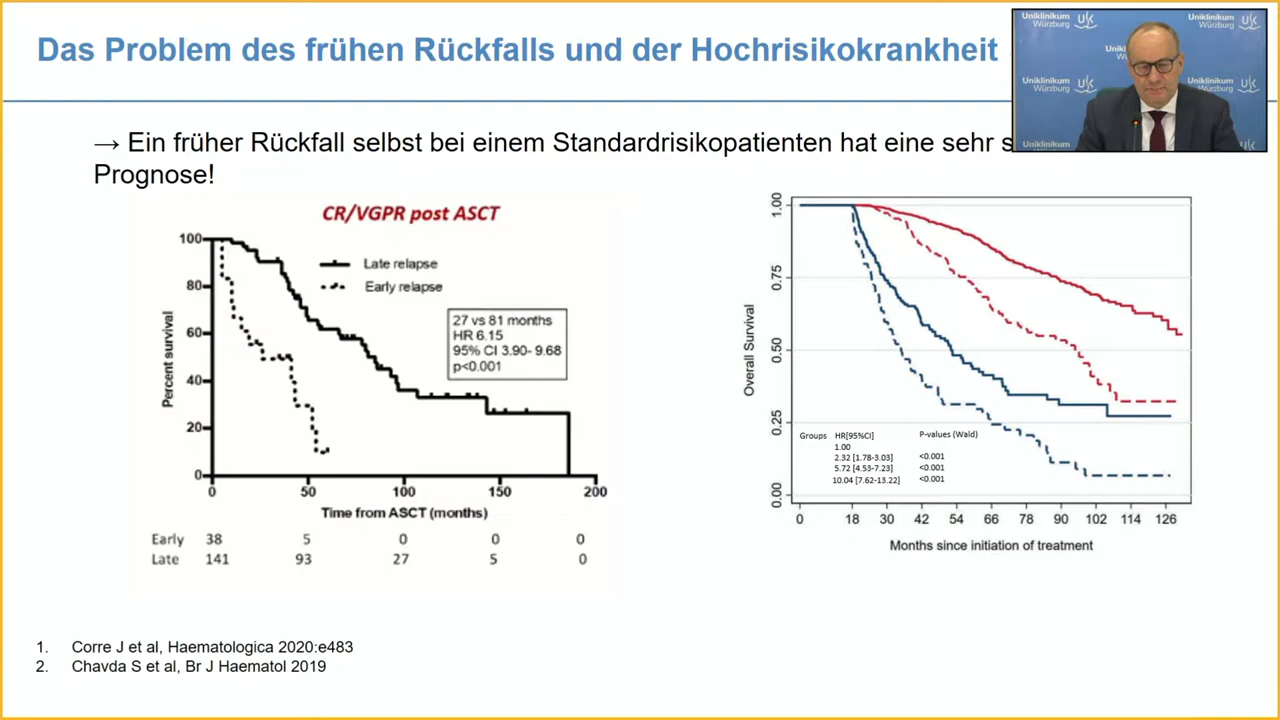 Das Problem des frühen Rückfalls und der Hochrisikokrankheit
Uniklinikum
Würzburg
UK
Uniklinikum
Würzburg
Uniklinikum
Würzburg
Uniklinikum
Würzburg
→ Ein früher Rückfall selbst bei einem Standardrisikopatienten hat eine sehr s
Prognose!
CR/VGPR post ASCT
Late relapse
Early relapse
27 vs 81 months
HR 6.15
95% CI 3.90- 9.68
p<0.001
Percent survival
100
80
60
40
20
0
0 50 100 150 200
Time from ASCT (months)
Early 38 5 0 0 0
Late 141 93 27 5 0
Overall Survival
1.00
0.75
0.50
0.25
0.00
Groups HR[95%CI] P-values (Wald)
1.00
2.32 [1.78-3.03] <0.001
5.72 [4.53-7.23] <0.001
10.04 [7.62-13.22] <0.001
0 18 30 42 54 66 78 90 102 114 126
Months since initiation of treatment
1. Corre J et al, Haematologica 2020:e483
2. Chavda S et al, Br J Haematol 2019